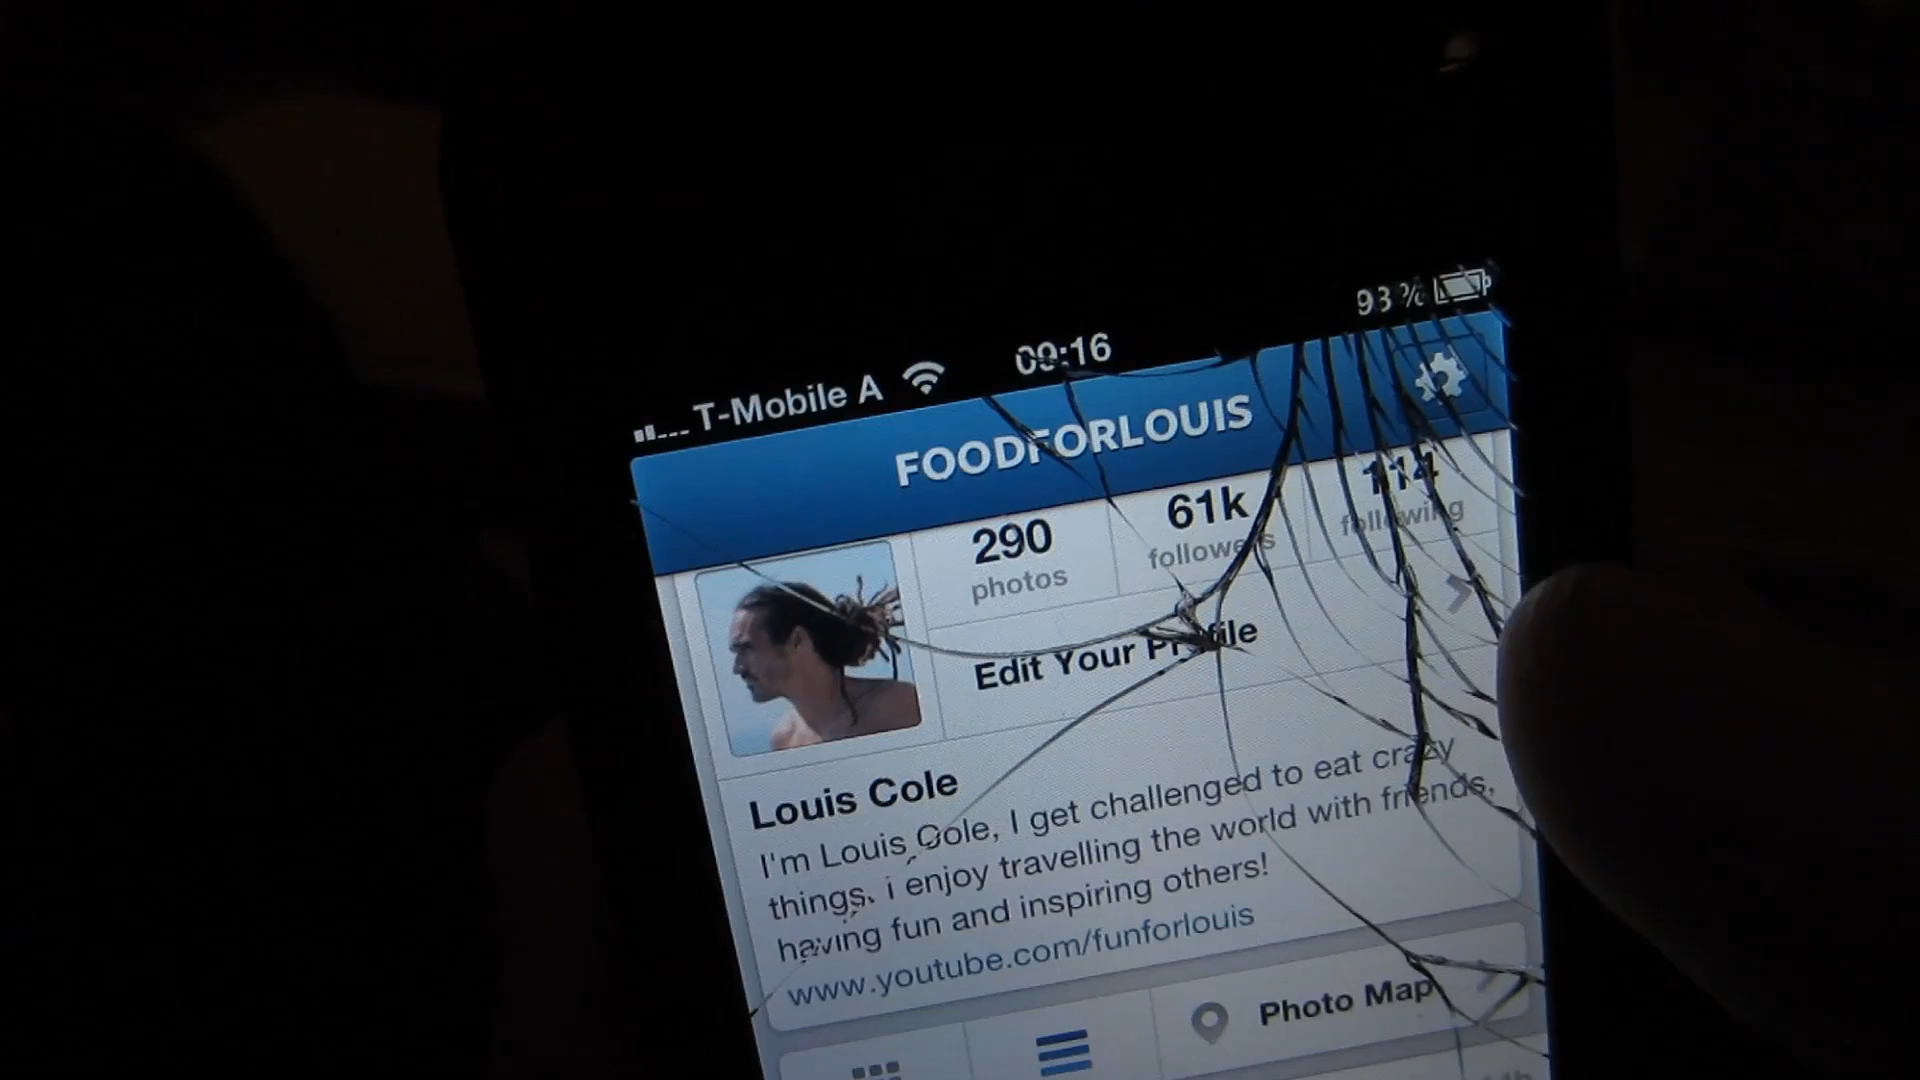 T-Mobile A 09:16 93 %
FOODFORLOUIS
290 61k 114
photos followers following
Edit Your Profile
Louis Cole
I'm Louis Cole, I get challenged to eat crazy
things, i enjoy travelling the world with friends,
having fun and inspiring others!
www.youtube.com/funforlouis
Photo Map